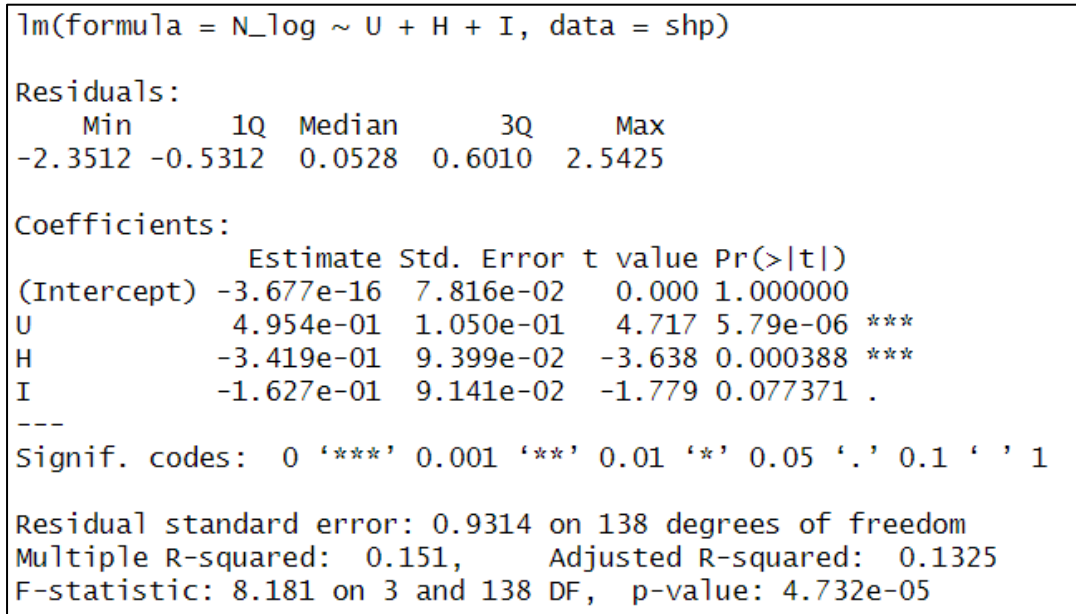 lm(formula = N_log ~ U + H + I, data = shp)
Residuals:
Min 1Q Median 3Q Max
-2.3512 -0.5312 0.0528 0.6010 2.5425
Coefficients:
Estimate Std. Error t value Pr(>|t|)
(Intercept) -3.677e-16 7.816e-02 0.000 1.000000
U 4.954e-01 1.050e-01 4.717 5.79e-06 ***
H -3.419e-01 9.399e-02 -3.638 0.000388 ***
I -1.627e-01 9.141e-02 -1.779 0.077371 .
---
Signif. codes: 0 ‘***’ 0.001 ‘**’ 0.01 ‘*’ 0.05 ‘.’ 0.1 ‘ ’ 1
Residual standard error: 0.9314 on 138 degrees of freedom
Multiple R-squared: 0.151, Adjusted R-squared: 0.1325
F-statistic: 8.181 on 3 and 138 DF, p-value: 4.732e-05